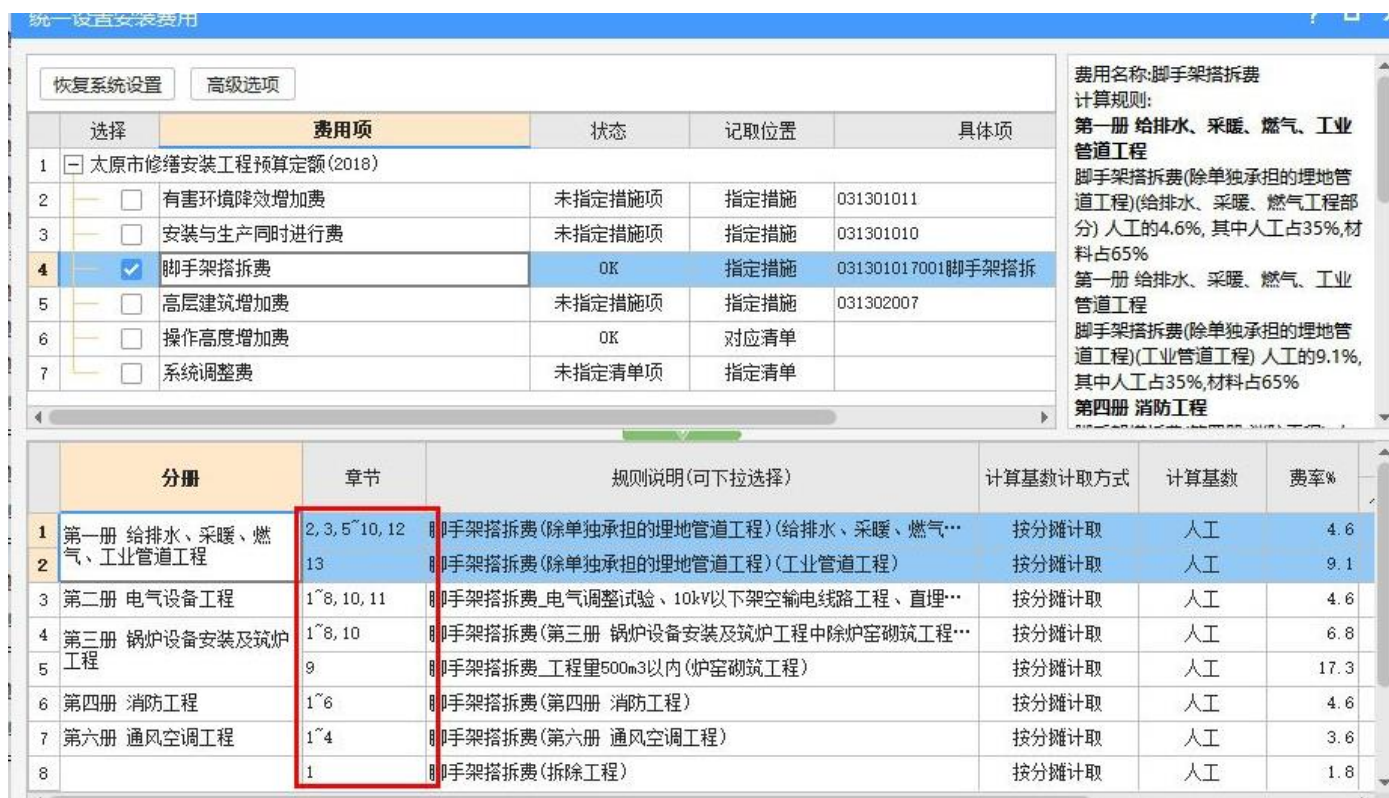 统一设置安装费用
恢复系统设置 高级选项
选择 费用项 状态 记取位置 具体项
1 太原市修缮安装工程预算定额(2018)
2 有害环境降效增加费 未指定措施项 指定措施 031301011
3 安装与生产同时进行费 未指定措施项 指定措施 031301010
4 脚手架搭拆费 OK 指定措施 031301017001脚手架搭拆
5 高层建筑增加费 未指定措施项 指定措施 031302007
6 操作高度增加费 OK 对应清单
7 系统调整费 未指定清单项 指定清单
费用名称:脚手架搭拆费
计算规则:
第一册 给排水、采暖、燃气、工业
管道工程
脚手架搭拆费(除单独承担的埋地管
道工程)(给排水、采暖、燃气工程部
分) 人工的4.6%, 其中人工占35%,材
料占65%
第一册 给排水、采暖、燃气、工业
管道工程
脚手架搭拆费(除单独承担的埋地管
道工程)(工业管道工程) 人工的9.1%,
其中人工占35%,材料占65%
第四册 消防工程
分册 章节 规则说明(可下拉选择) 计算基数计取方式 计算基数 费率%
1 第一册 给排水、采暖、燃 2,3,5~10,12 脚手架搭拆费(除单独承担的埋地管道工程)(给排水、采暖、燃气… 按分摊计取 人工 4.6
2 气、工业管道工程 13 脚手架搭拆费(除单独承担的埋地管道工程)(工业管道工程) 按分摊计取 人工 9.1
3 第二册 电气设备工程 1~8,10,11 脚手架搭拆费_电气调整试验、10kV以下架空输电线路工程、直埋… 按分摊计取 人工 4.6
4 第三册 锅炉设备安装及筑炉 1~8,10 脚手架搭拆费(第三册 锅炉设备安装及筑炉工程中除炉窑砌筑工程… 按分摊计取 人工 6.8
5 工程 9 脚手架搭拆费_工程量500m3以内(炉窑砌筑工程) 按分摊计取 人工 17.3
6 第四册 消防工程 1~6 脚手架搭拆费(第四册 消防工程) 按分摊计取 人工 4.6
7 第六册 通风空调工程 1~4 脚手架搭拆费(第六册 通风空调工程) 按分摊计取 人工 3.6
8 1 脚手架搭拆费(拆除工程) 按分摊计取 人工 1.8